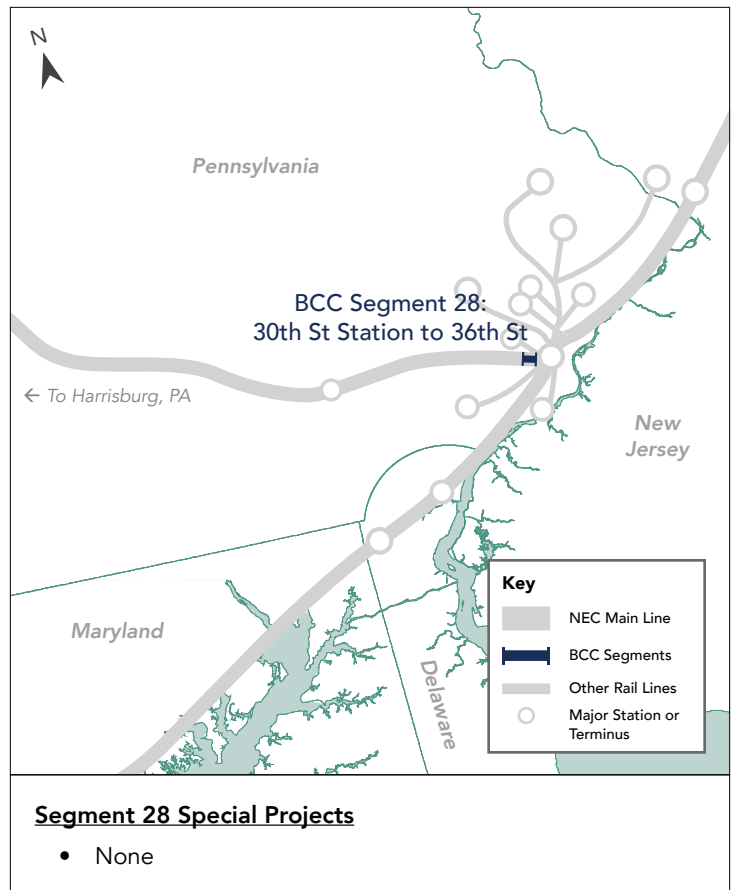 N
Pennsylvania
BCC Segment 28:
30th St Station to 36th St
← To Harrisburg, PA
New
Jersey
Maryland
Delaware
Key
NEC Main Line
BCC Segments
Other Rail Lines
Major Station or
Terminus
Segment 28 Special Projects
• None